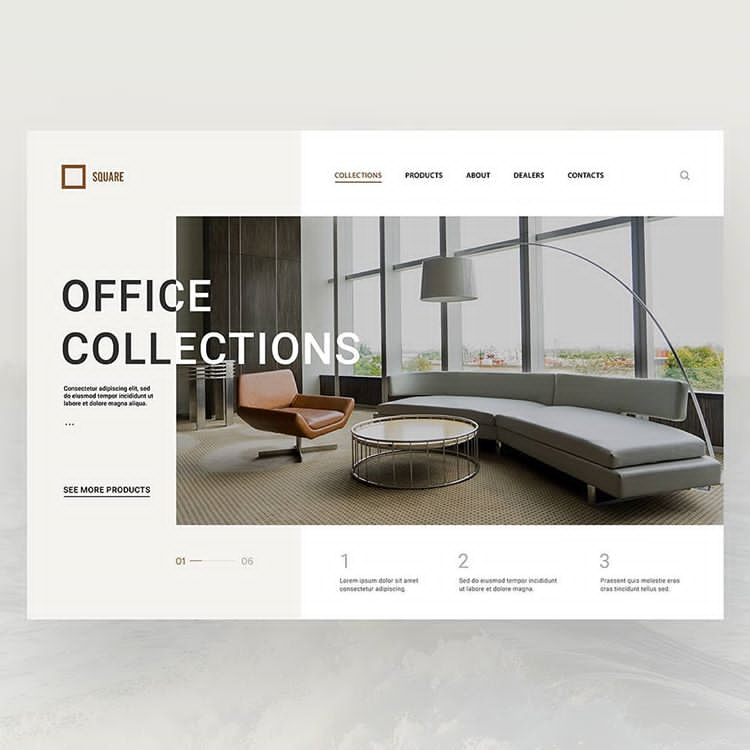 SQUARE
COLLECTIONS PRODUCTS ABOUT DEALERS CONTACTS
OFFICE
COLLECTIONS
Consectetur adipiscing elit, sed
do eiusmod tempor incididunt ut
labore et dolore magna aliqua.
...
SEE MORE PRODUCTS
01 06
1
Lorem ipsum dolor sit amet
consectetur adipiscing.
2
Sed do eiusmod tempor incididunt
ut labore et dolore magna.
3
Praesent quis molestie eros
cras tincidunt tellus sed.